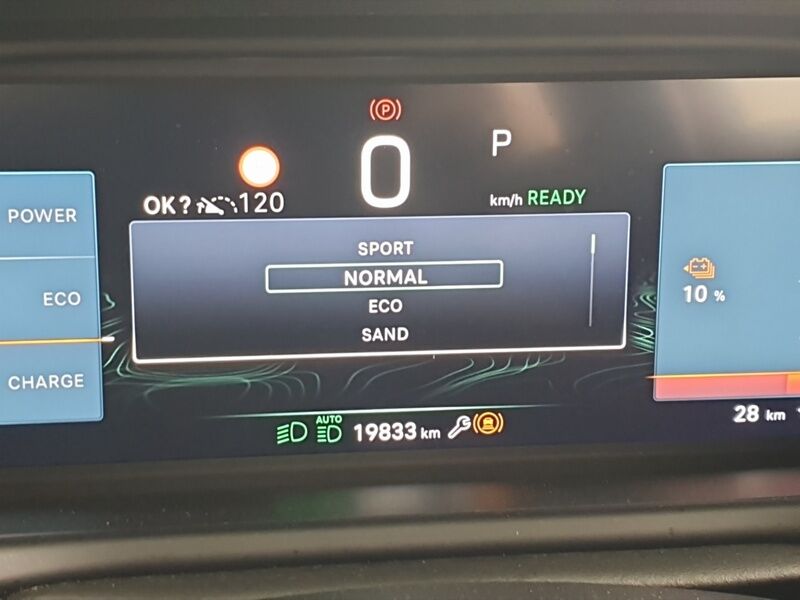 P
0
P
OK? 120
km/h READY
POWER
ECO
CHARGE
SPORT
NORMAL
ECO
SAND
10 %
28 km
AUTO
19833 km